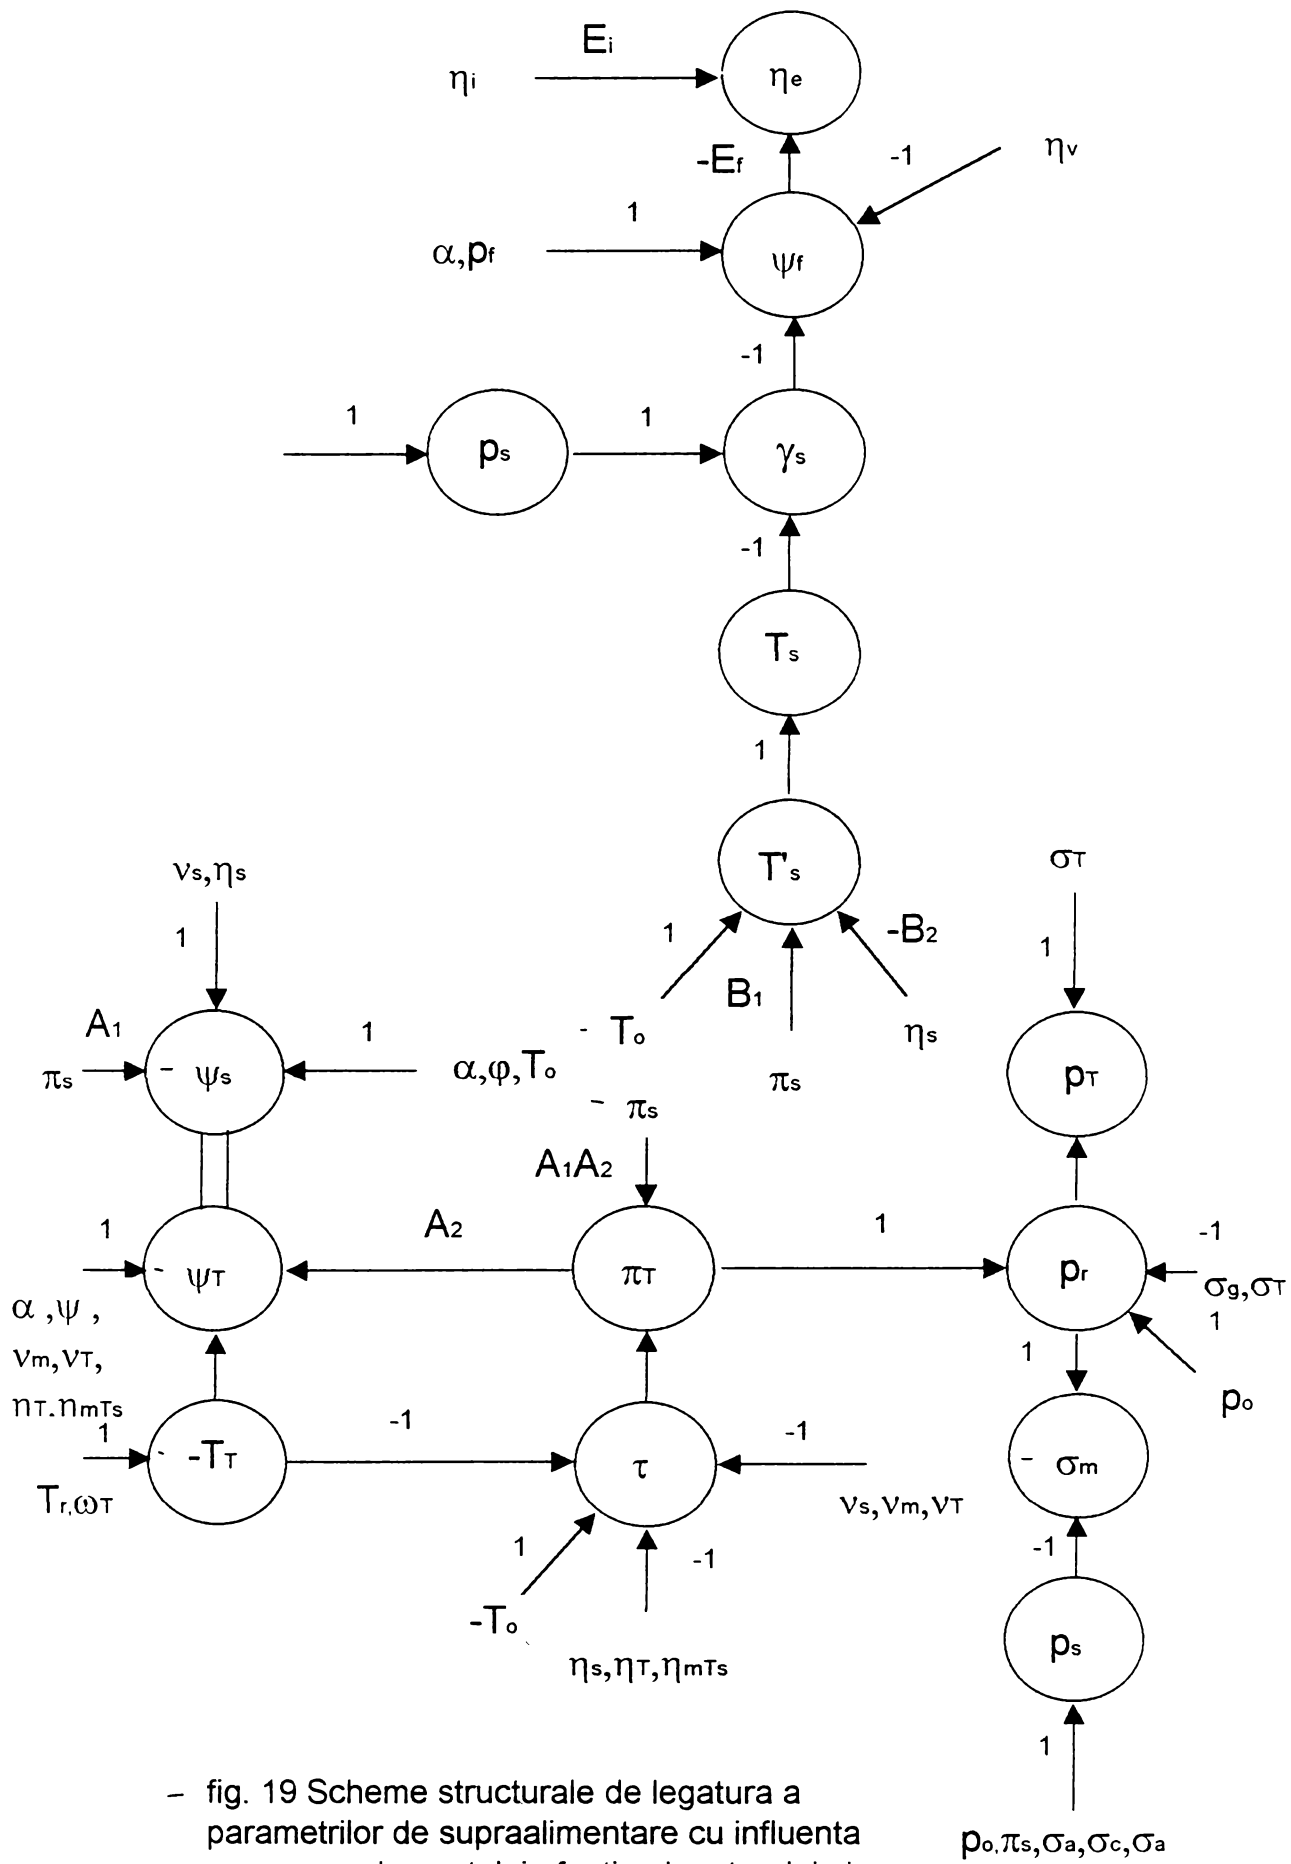 Ei
ηi
ηe
-Ef
-1
ηv
1
α,pf
ψf
-1
1
ps
1
γs
-1
Ts
1
T's
νs,ηs
1
1
-B2
B1
σT
1
A1
πs
- ψs
1
α,φ,To
- To
πs
ηs
pT
- πs
A1A2
1
- ψT
A2
πT
1
pr
-1
σg,σT
1
α ,ψ ,
νm,νT,
ηT.ηmTs
1
po
1
- -TT
-1
τ
-1
- σm
Tr,ωT
νs,νm,νT
1
-To
-1
-1
ηs,ηT,ηmTs
ps
1
- fig. 19 Scheme structurale de legatura a
parametrilor de supraalimentare cu influenta
po,πs,σa,σc,σa